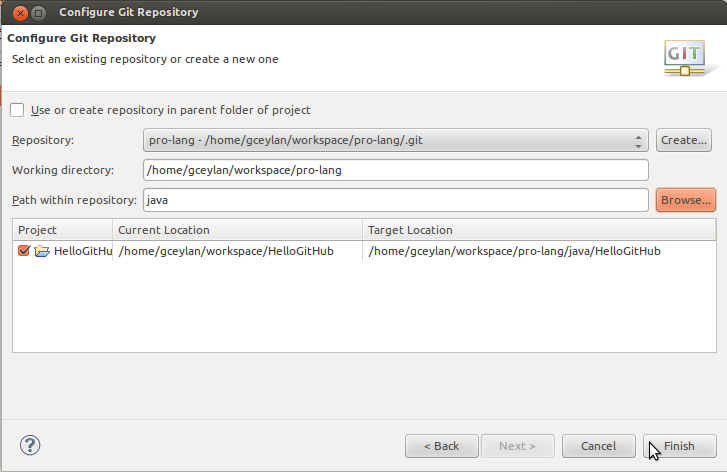 Configure Git Repository
Configure Git Repository
Select an existing repository or create a new one
GIT
Use or create repository in parent folder of project
Repository: pro-lang - /home/gceylan/workspace/pro-lang/.git Create...
Working directory: /home/gceylan/workspace/pro-lang
Path within repository: java Browse...
Project Current Location Target Location
HelloGitHu /home/gceylan/workspace/HelloGitHub /home/gceylan/workspace/pro-lang/java/HelloGitHub
? < Back Next > Cancel Finish